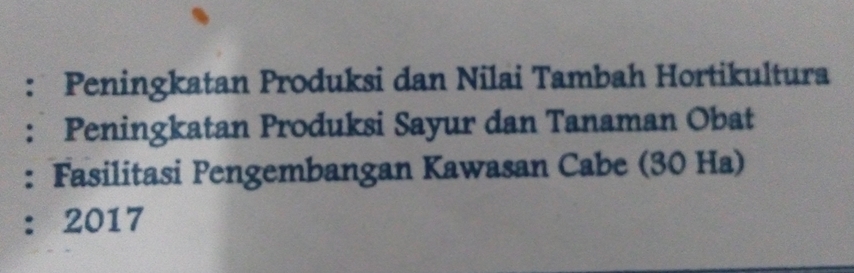 : Peningkatan Produksi dan Nilai Tambah Hortikultura
: Peningkatan Produksi Sayur dan Tanaman Obat
: Fasilitasi Pengembangan Kawasan Cabe (30 Ha)
: 2017